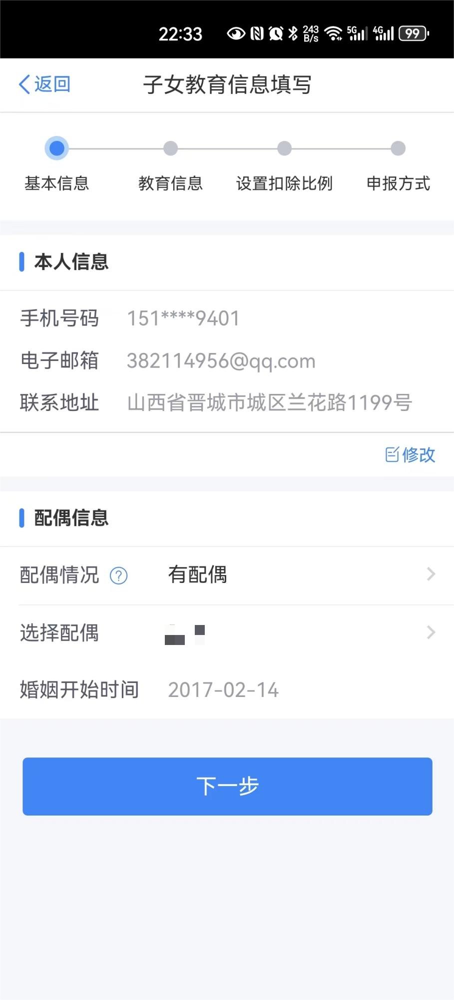 22:33 243 B/s 5G 4G 99
返回 子女教育信息填写
基本信息 教育信息 设置扣除比例 申报方式
本人信息
手机号码 151****9401
电子邮箱 382114956@qq.com
联系地址 山西省晋城市城区兰花路1199号
修改
配偶信息
配偶情况 ? 有配偶
选择配偶
婚姻开始时间 2017-02-14
下一步